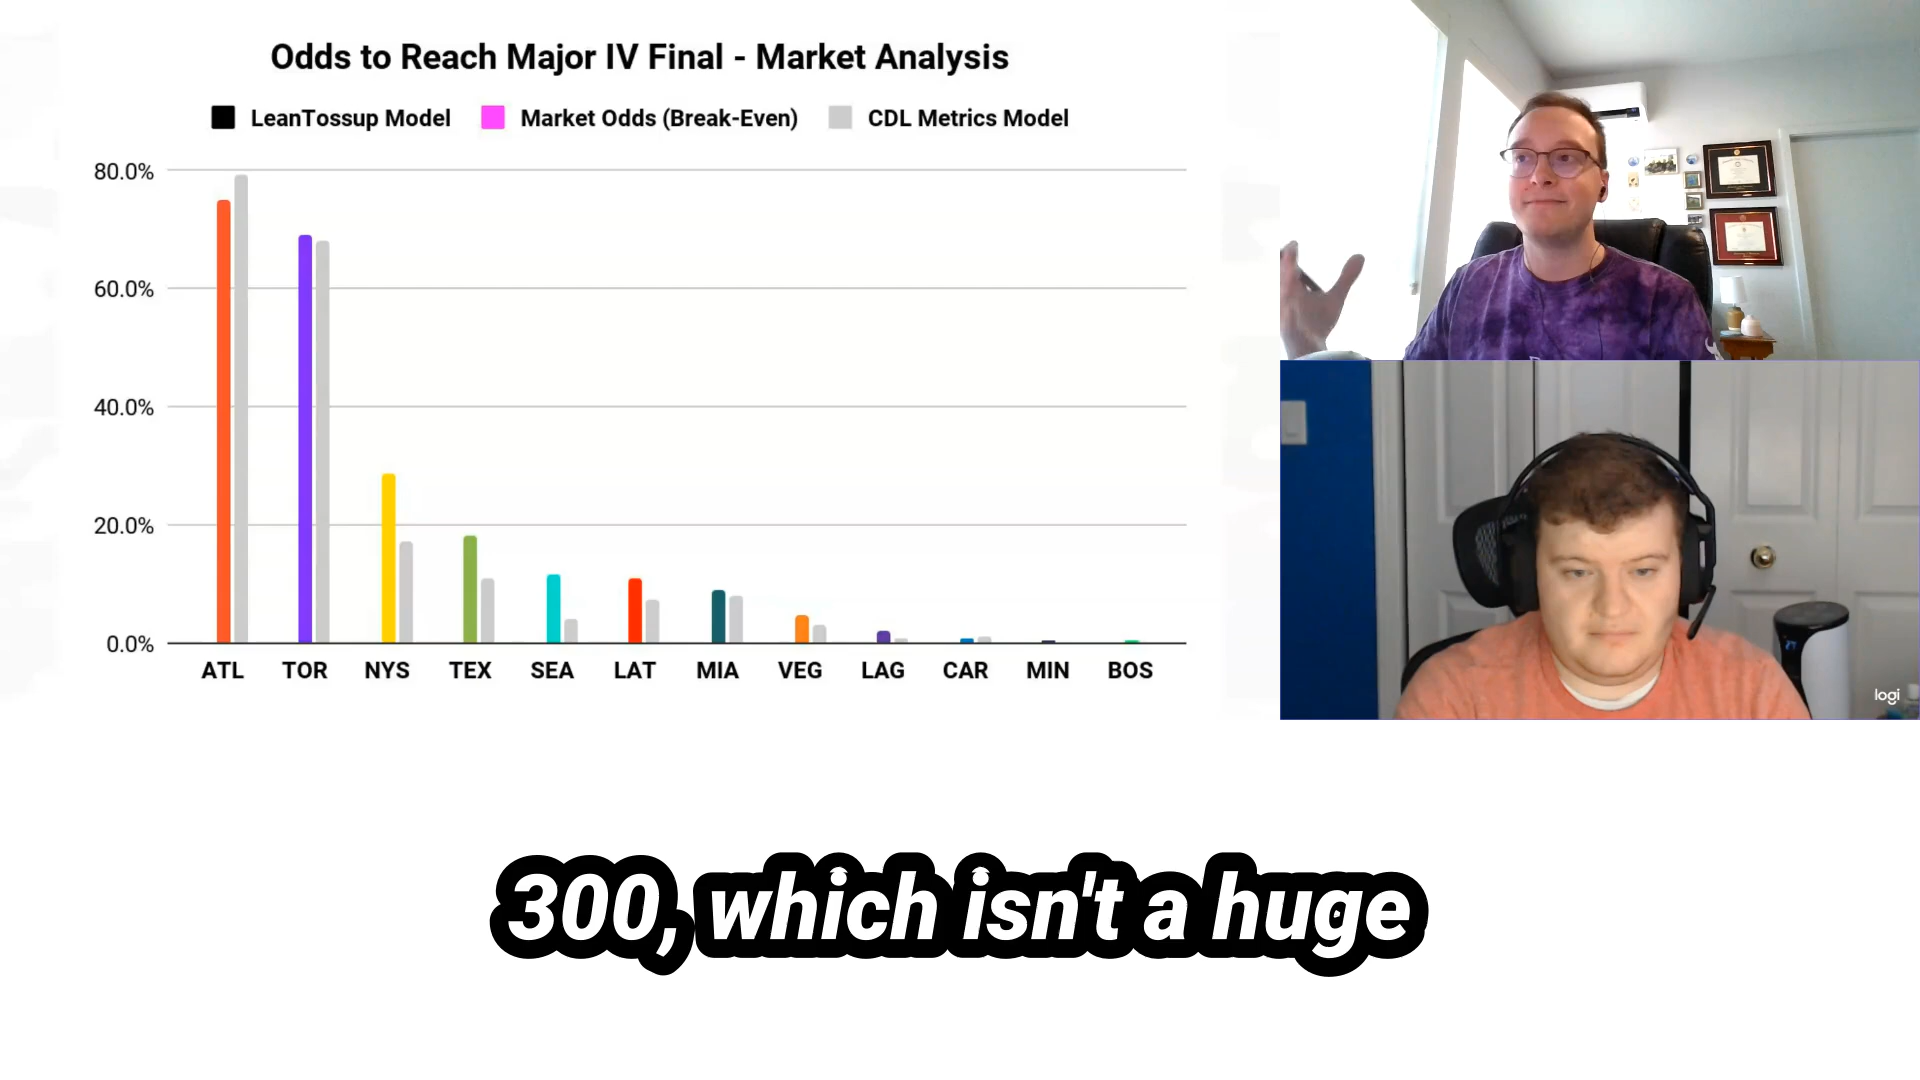 Odds to Reach Major IV Final - Market Analysis
LeanTossup Model Market Odds (Break-Even) CDL Metrics Model
80.0%
60.0%
40.0%
20.0%
0.0%
ATL TOR NYS TEX SEA LAT MIA VEG LAG CAR MIN BOS
logi
300, which isn't a huge